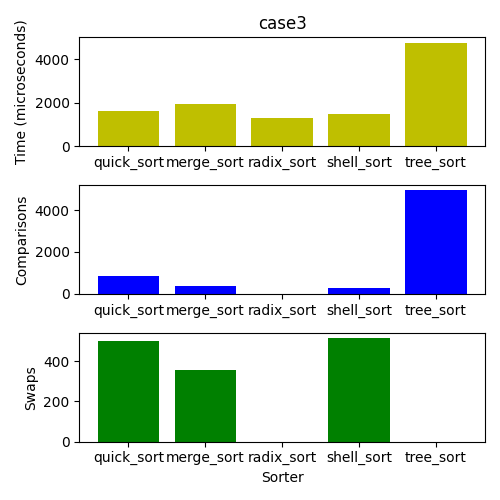 case3
Time (microseconds)
4000
2000
0
quick_sort merge_sort radix_sort shell_sort tree_sort
Comparisons
4000
2000
0
quick_sort merge_sort radix_sort shell_sort tree_sort
Swaps
400
200
0
quick_sort merge_sort radix_sort shell_sort tree_sort
Sorter